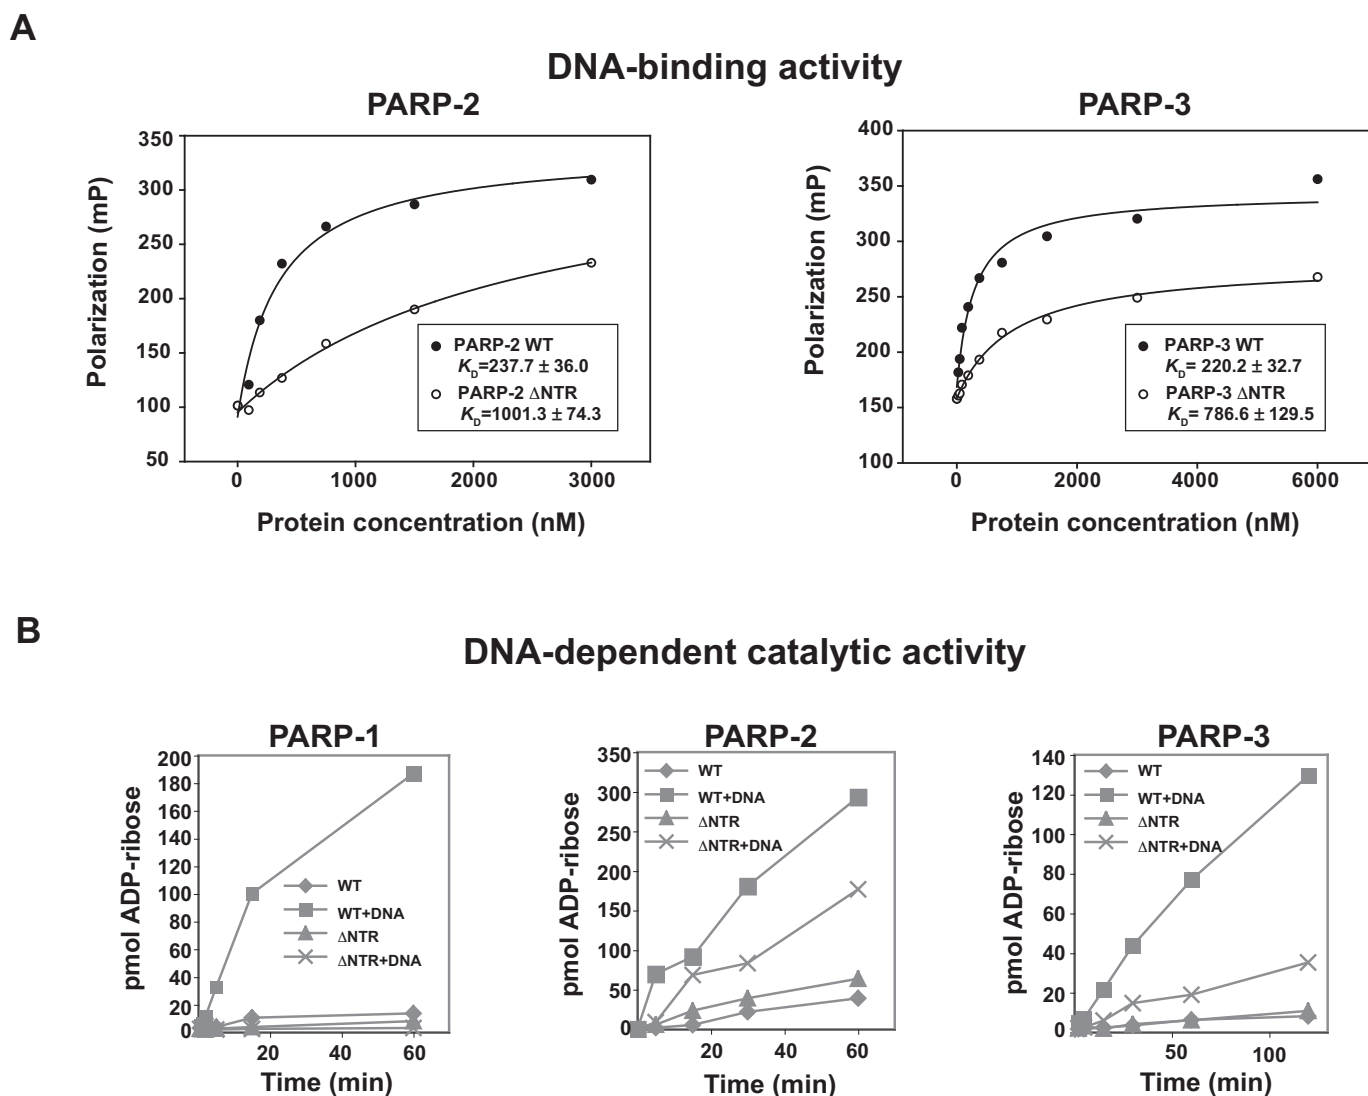 A
DNA-binding activity
PARP-2
350
300
250
200
150
100
50
Polarization (mP)
PARP-2 WT
K_D=237.7 ± 36.0
PARP-2 ΔNTR
K_D=1001.3 ± 74.3
0 1000 2000 3000
Protein concentration (nM)
PARP-3
400
350
300
250
200
150
100
Polarization (mP)
PARP-3 WT
K_D= 220.2 ± 32.7
PARP-3 ΔNTR
K_D= 786.6 ± 129.5
0 2000 4000 6000
Protein concentration (nM)
B
DNA-dependent catalytic activity
PARP-1
200
180
160
140
120
100
80
60
40
20
0
pmol ADP-ribose
WT
WT+DNA
ΔNTR
ΔNTR+DNA
20 40 60
Time (min)
PARP-2
350
300
250
200
150
100
50
0
pmol ADP-ribose
WT
WT+DNA
ΔNTR
ΔNTR+DNA
20 40 60
Time (min)
PARP-3
140
120
100
80
60
40
20
0
pmol ADP-ribose
WT
WT+DNA
ΔNTR
ΔNTR+DNA
50 100
Time (min)